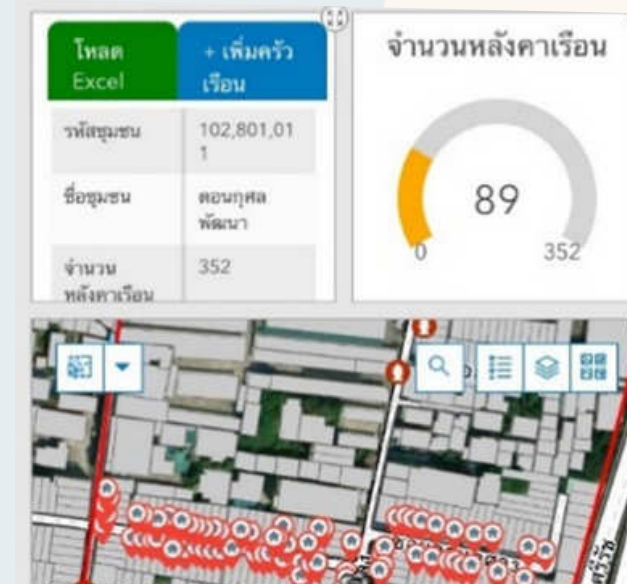 โหลด
Excel
+ เพิ่มครัว
เรือน
รหัสชุมชน
102,801,01
1
ชื่อชุมชน
ดอนกุศล
พัฒนา
จำนวน
หลังคาเรือน
352
จำนวนหลังคาเรือน
89
0
352